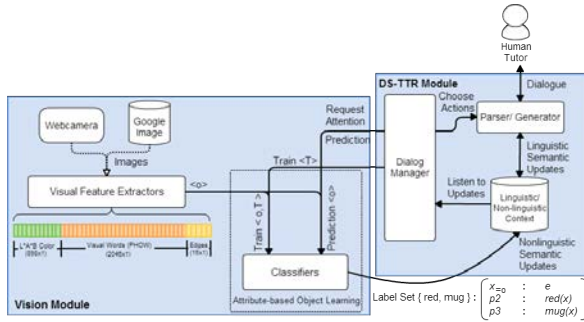 Human
Tutor
DS-TTR Module
Dialogue
Request
Attention
Choose
Actions
Parser/ Generator
Prediction
Webcamera
Google
Image
Images
Train <T>
Dialog
Manager
Linguistic
Semantic
Updates
Visual Feature Extractors
<o>
Listen to
Updates
Linguistic/
Non-linguistic
Context
Train < o,T >
Prediction <o>
L*A*B Color
Visual Words (PHOW)
Edges
(2240x1)
(16x1)
Nonlinguistic
Semantic
Updates
Classifiers
Attribute-based Object Learning
Vision Module
Label Set { red, mug } :
x=o : e
p2 : red(x)
p3 : mug(x)